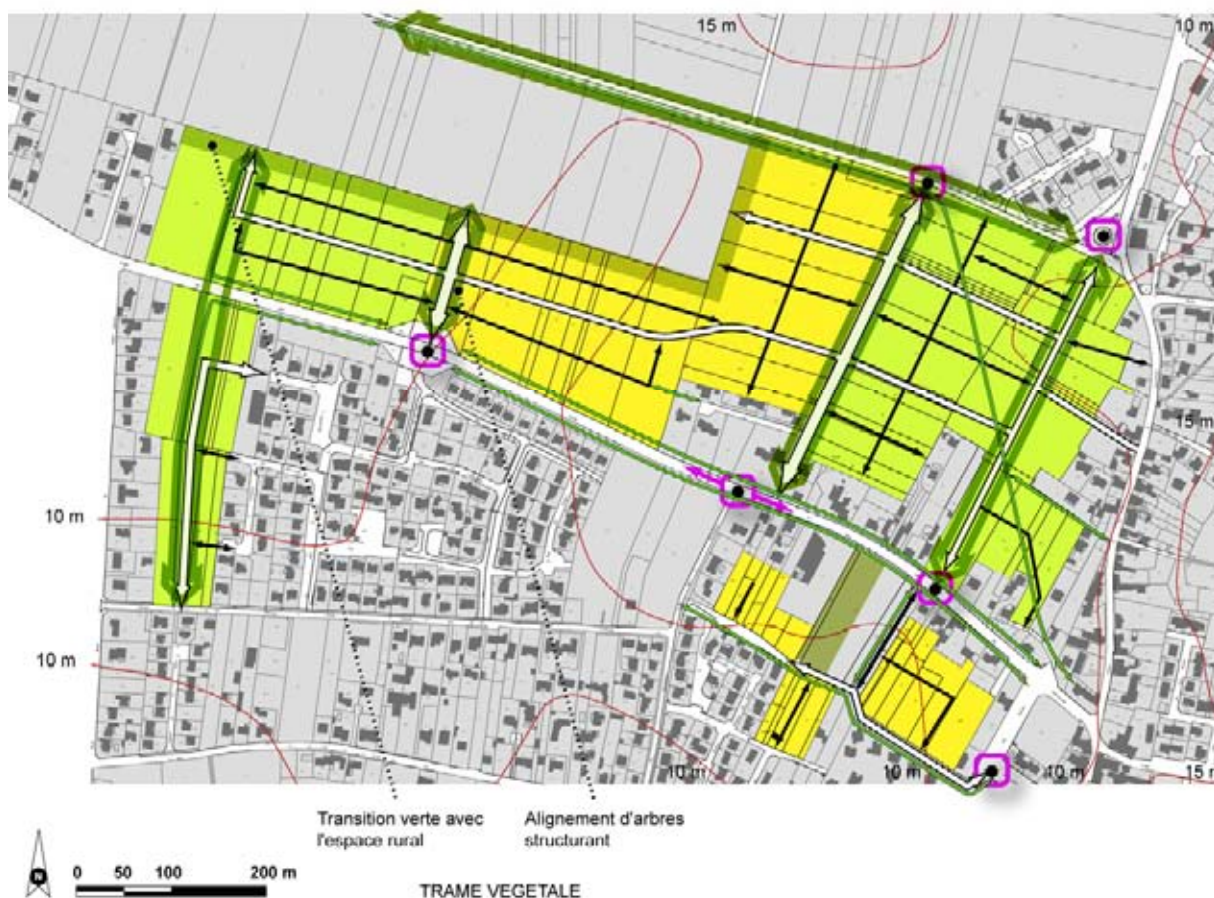 15 m
10 m
15 m
10 m
10 m
10 m
10 m
10 m
15 m
Transition verte avec
l'espace rural
Alignement d'arbres
structurant
N
0 50 100 200 m
TRAME VEGETALE